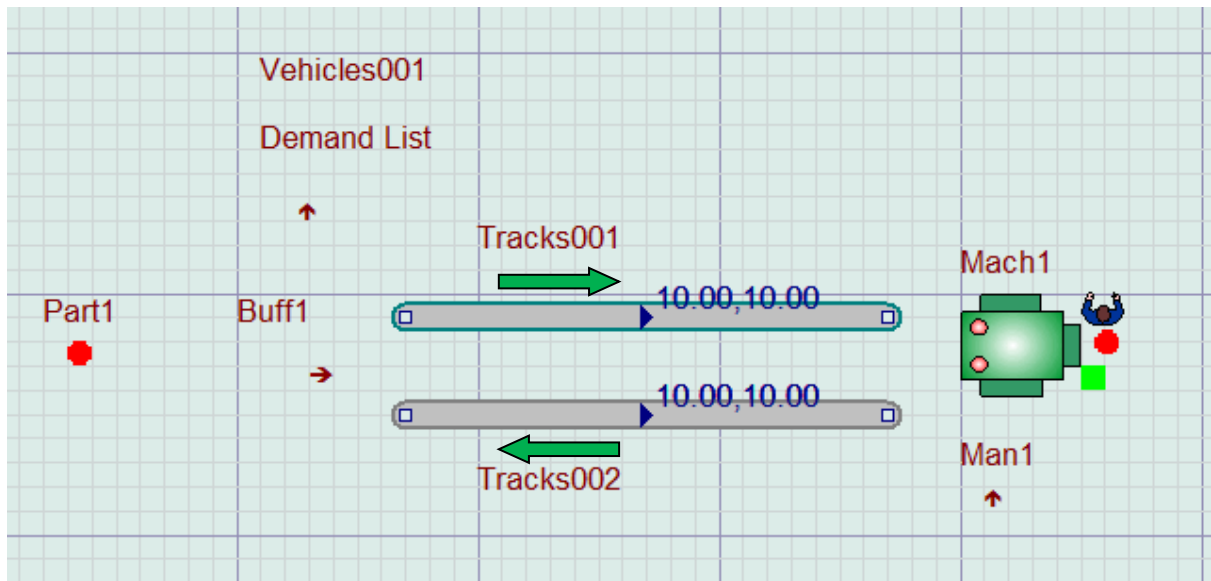 Vehicles001
Demand List
Tracks001
Mach1
10.00,10.00
Part1
Buff1
10.00,10.00
Man1
Tracks002